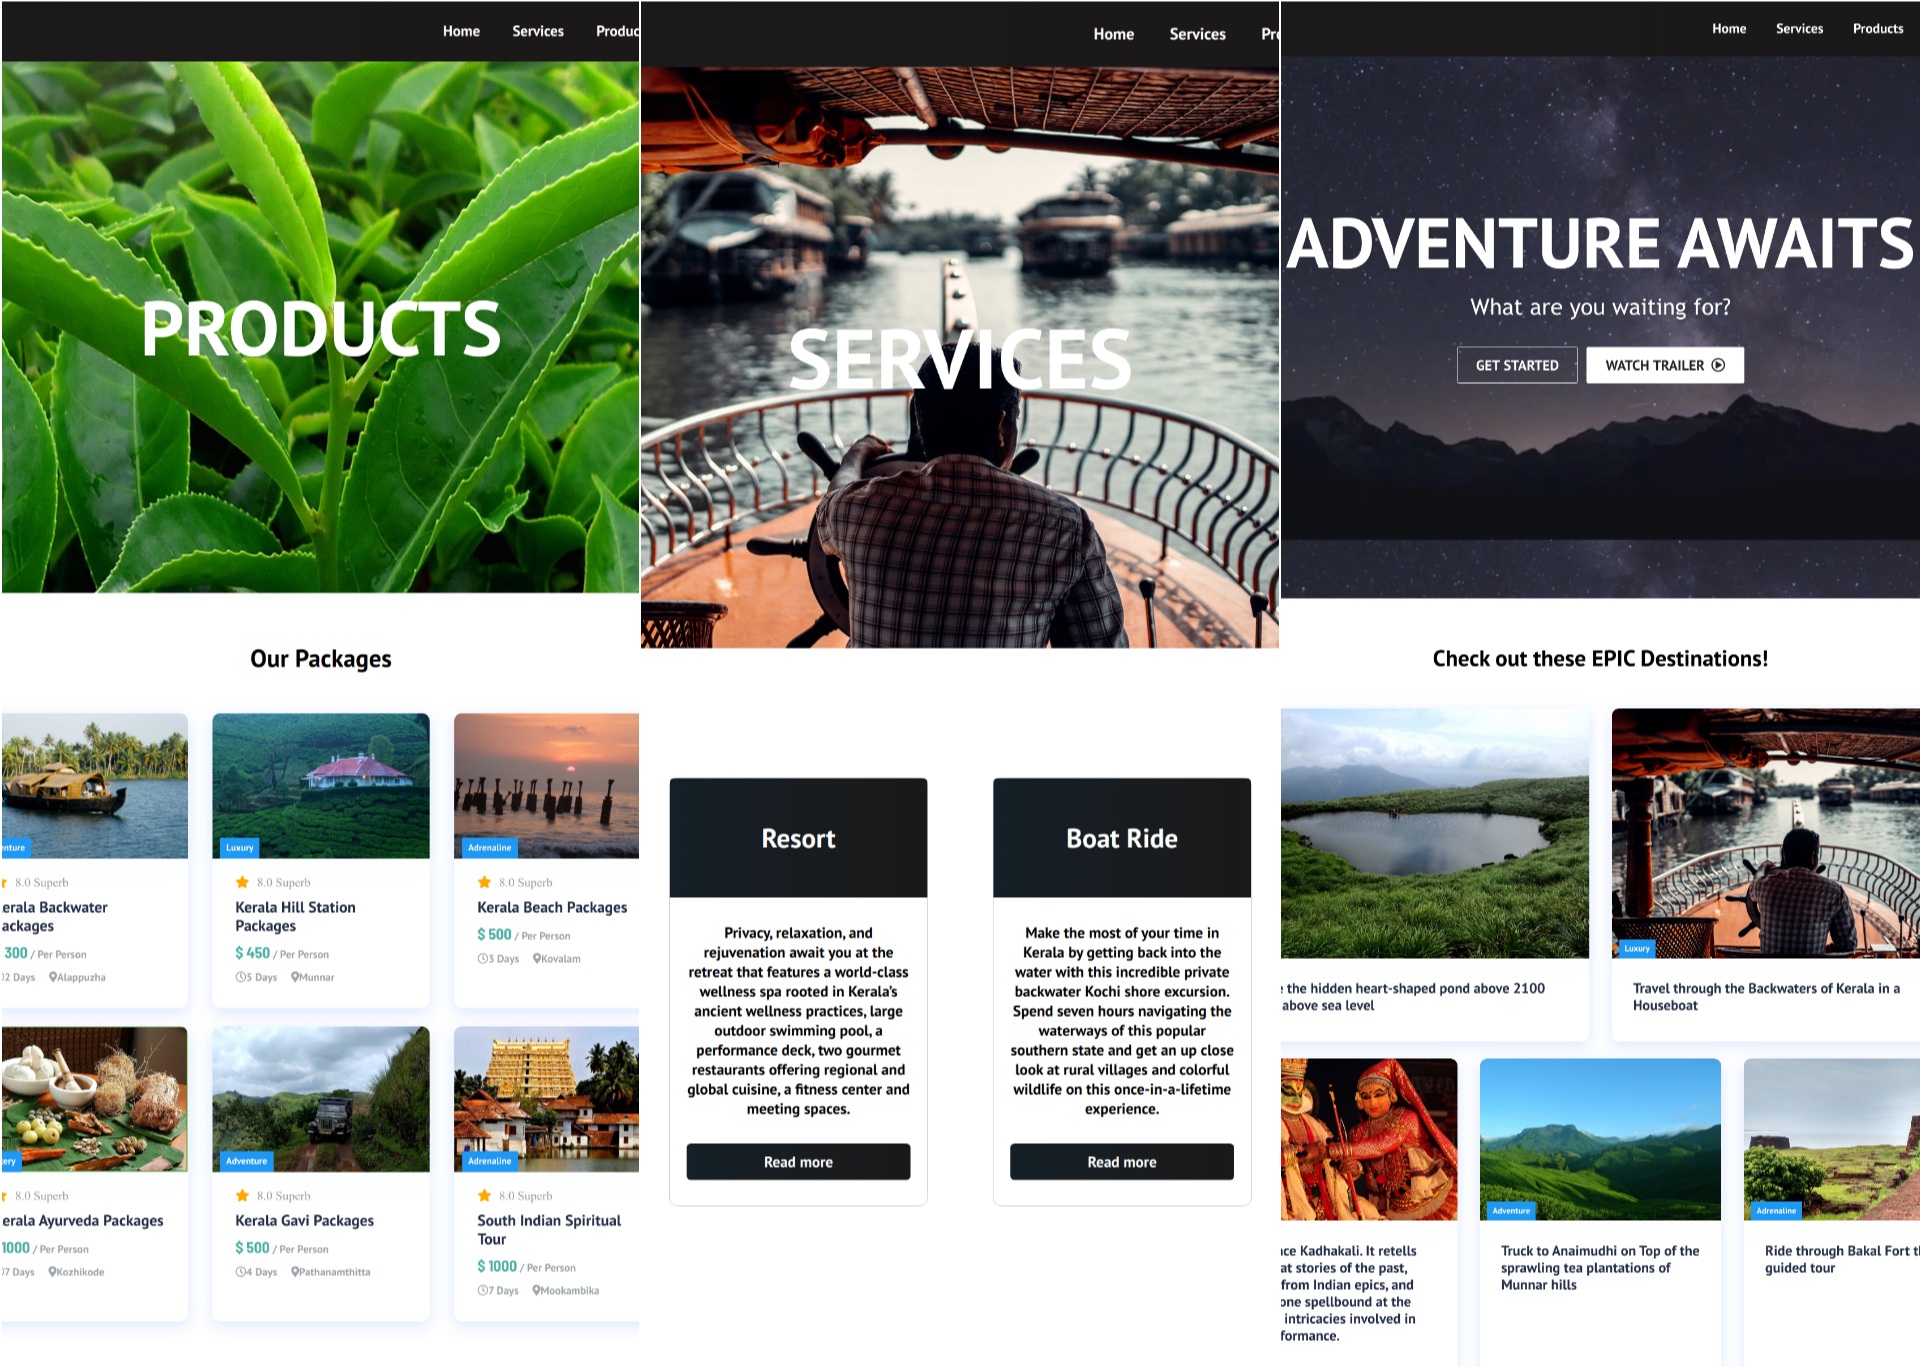 Home Services Produc
PRODUCTS
Our Packages
enture
Luxury
Adrenaline
8.0 Superb
8.0 Superb
8.0 Superb
erala Backwater
ackages
Kerala Hill Station
Packages
Kerala Beach Packages
300 / Per Person
$ 450 / Per Person
$ 500 / Per Person
2 Days Alappuzha
5 Days Munnar
3 Days Kovalam
ery
Adventure
Adrenaline
8.0 Superb
8.0 Superb
8.0 Superb
erala Ayurveda Packages
Kerala Gavi Packages
South Indian Spiritual
Tour
1000 / Per Person
$ 500 / Per Person
$ 1000 / Per Person
7 Days Kozhikode
4 Days Pathanamthitta
7 Days Mookambika
Home Services Pr
SERVICES
Resort
Privacy, relaxation, and
rejuvenation await you at the
retreat that features a world-class
wellness spa rooted in Kerala's
ancient wellness practices, large
outdoor swimming pool, a
performance deck, two gourmet
restaurants offering regional and
global cuisine, a fitness center and
meeting spaces.
Read more
Boat Ride
Make the most of your time in
Kerala by getting back into the
water with this incredible private
backwater Kochi shore excursion.
Spend seven hours navigating the
waterways of this popular
southern state and get an up close
look at rural villages and colorful
wildlife on this once-in-a-lifetime
experience.
Read more
Home Services Products
ADVENTURE AWAITS
What are you waiting for?
GET STARTED
WATCH TRAILER
Check out these EPIC Destinations!
Luxury
the hidden heart-shaped pond above 2100
above sea level
Travel through the Backwaters of Kerala in a
Houseboat
Adventure
Adrenaline
ce Kadhakali. It retells
at stories of the past,
from Indian epics, and
one spellbound at the
intricacies involved in
formance.
Truck to Anaimudhi on Top of the
sprawling tea plantations of
Munnar hills
Ride through Bakal Fort t
guided tour